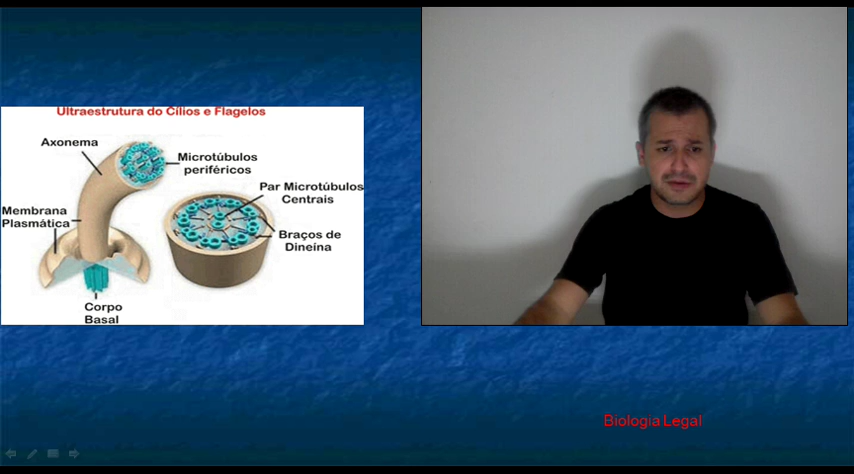 Ultraestrutura do Cílios e Flagelos
Axonema
Microtúbulos
periféricos
Par Microtúbulos
Centrais
Membrana
Plasmática
Braços de
Dineína
Corpo
Basal
Biologia Legal